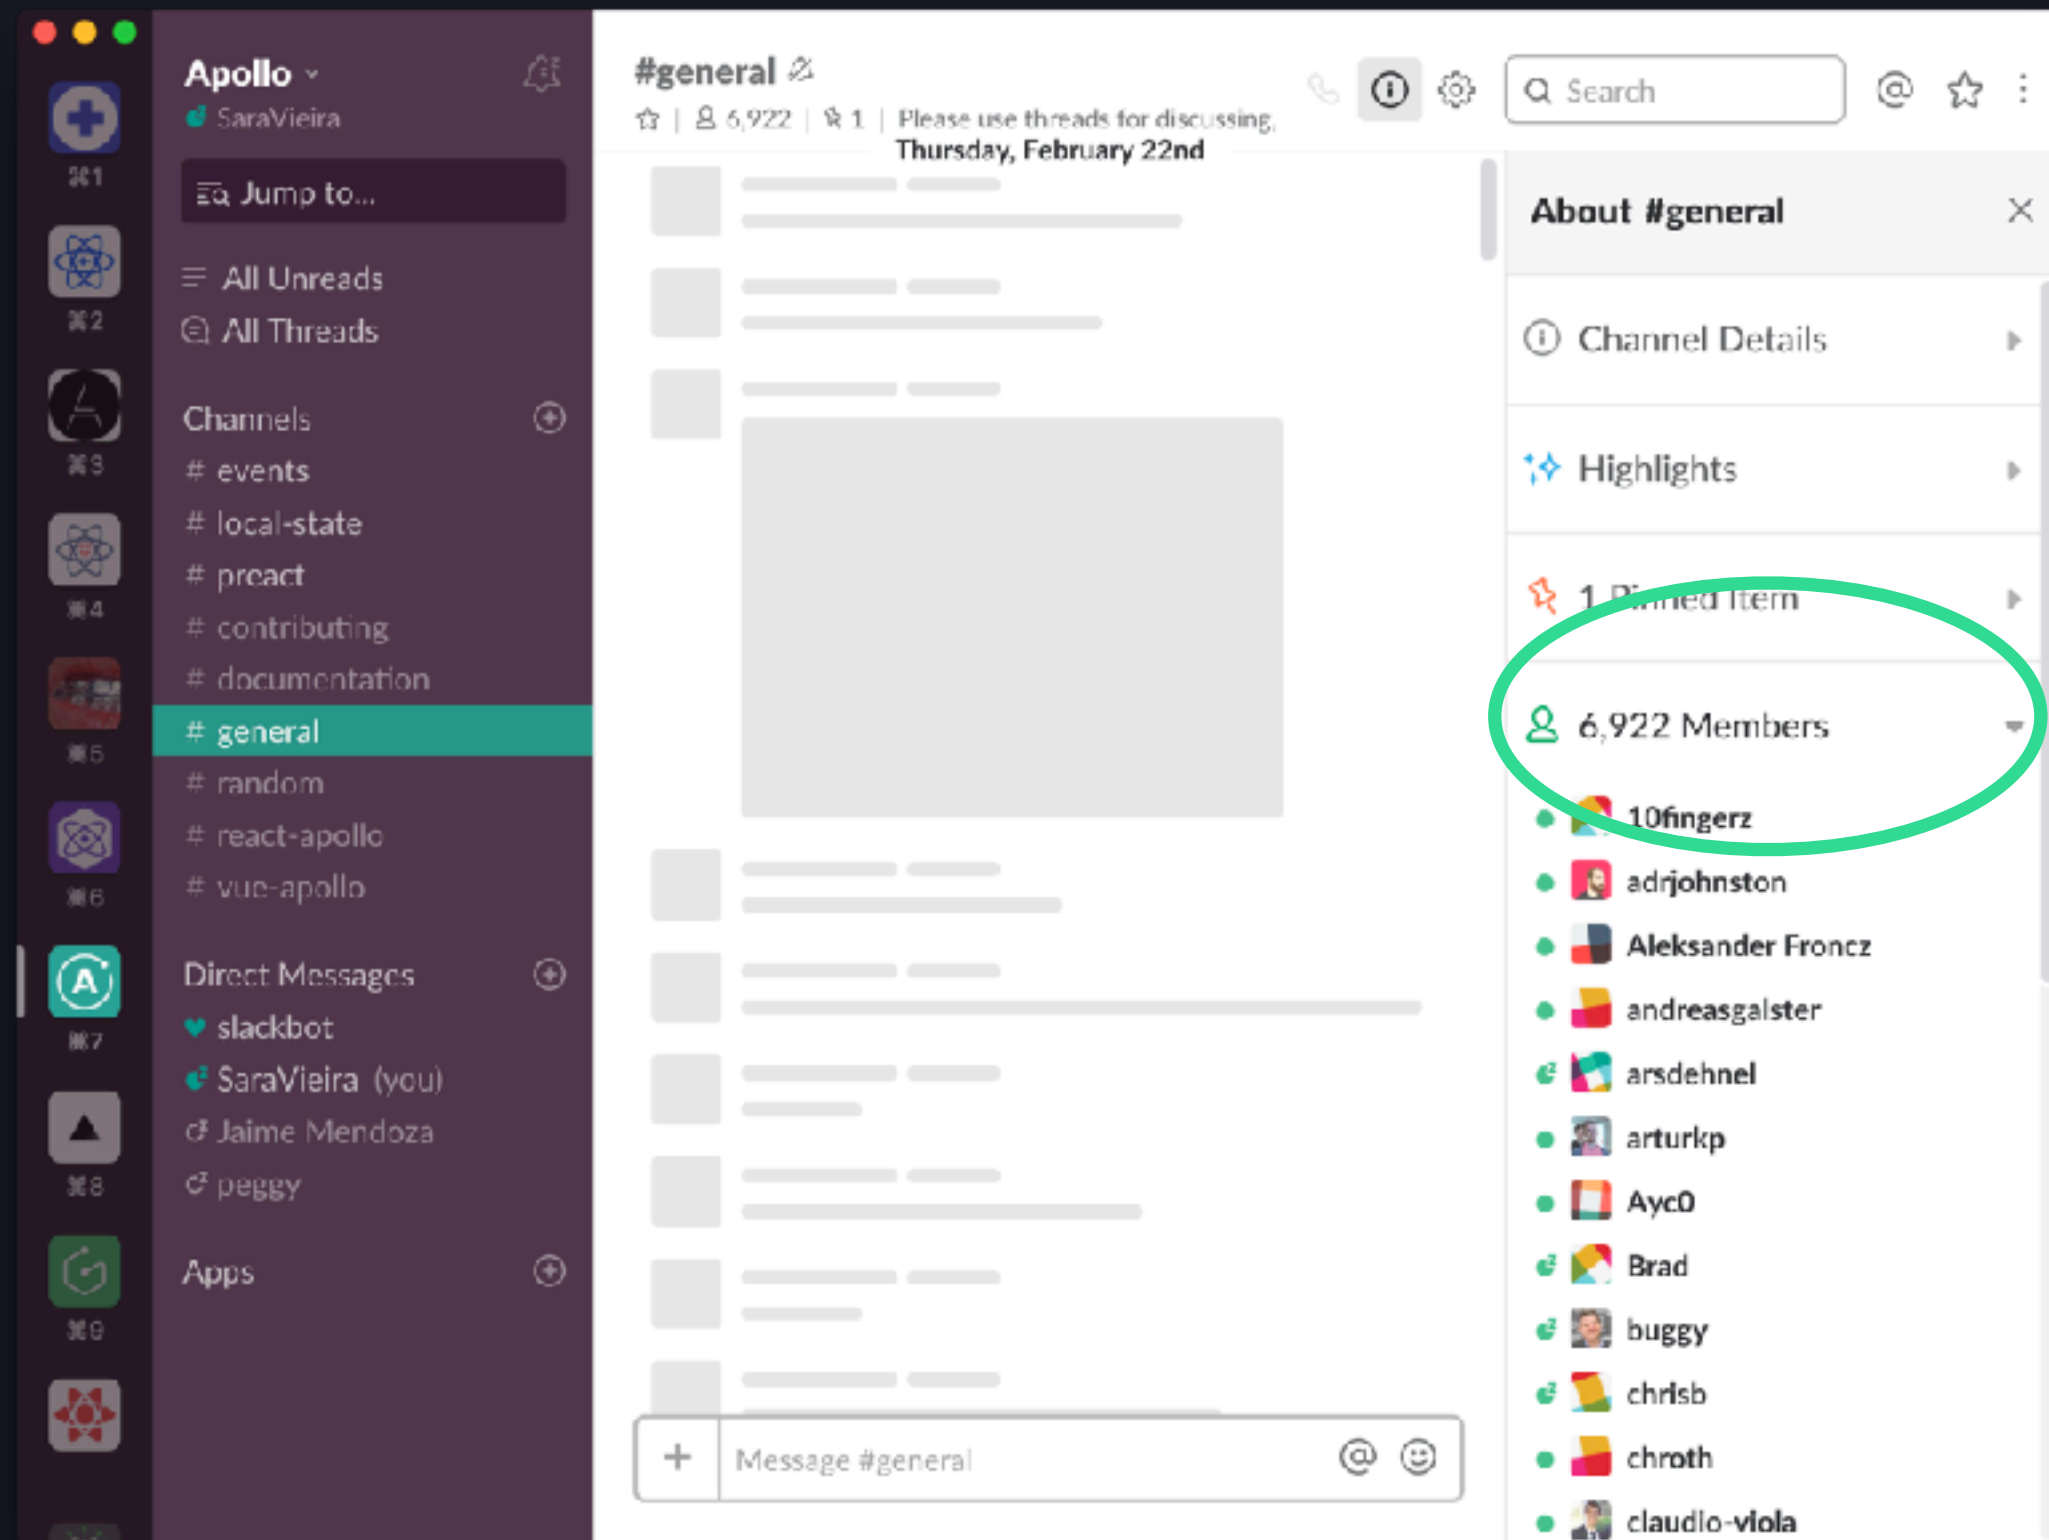 ⌘1
⌘2
⌘3
⌘4
⌘5
⌘6
⌘7
⌘8
⌘9
Apollo
SaraVieira
Jump to...
All Unreads
All Threads
Channels
# events
# local-state
# preact
# contributing
# documentation
# general
# random
# react-apollo
# vue-apollo
Direct Messages
slackbot
SaraVieira (you)
Jaime Mendoza
peggy
Apps
#general
6,922 | 1 | Please use threads for discussing,
Thursday, February 22nd
Message #general
Search
About #general
Channel Details
Highlights
1 Pinned Item
6,922 Members
10fingerz
adrjohnston
Aleksander Froncz
andreasgalster
arsdehnel
arturkp
Ayc0
Brad
buggy
chrisb
chroth
claudio-viola